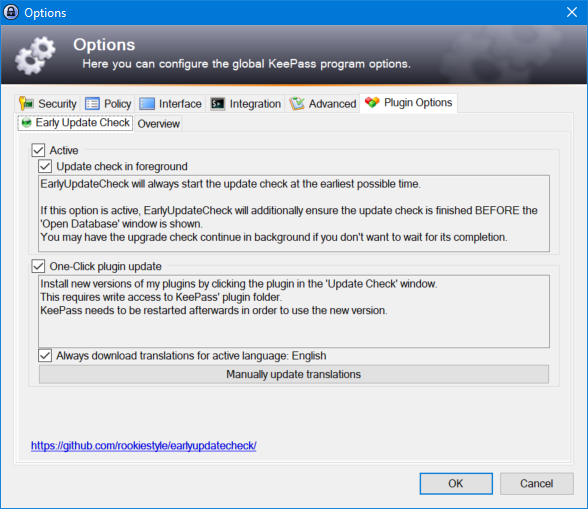 Options
Options
Here you can configure the global KeePass program options.
Security Policy Interface Integration Advanced Plugin Options
Early Update Check Overview
Active
Update check in foreground
EarlyUpdateCheck will always start the update check at the earliest possible time.
If this option is active, EarlyUpdateCheck will additionally ensure the update check is finished BEFORE the
'Open Database' window is shown.
You may have the upgrade check continue in background if you don't want to wait for its completion.
One-Click plugin update
Install new versions of my plugins by clicking the plugin in the 'Update Check' window.
This requires write access to KeePass' plugin folder.
KeePass needs to be restarted afterwards in order to use the new version.
Always download translations for active language: English
Manually update translations
https://github.com/rookiestyle/earlyupdatecheck/
OK Cancel